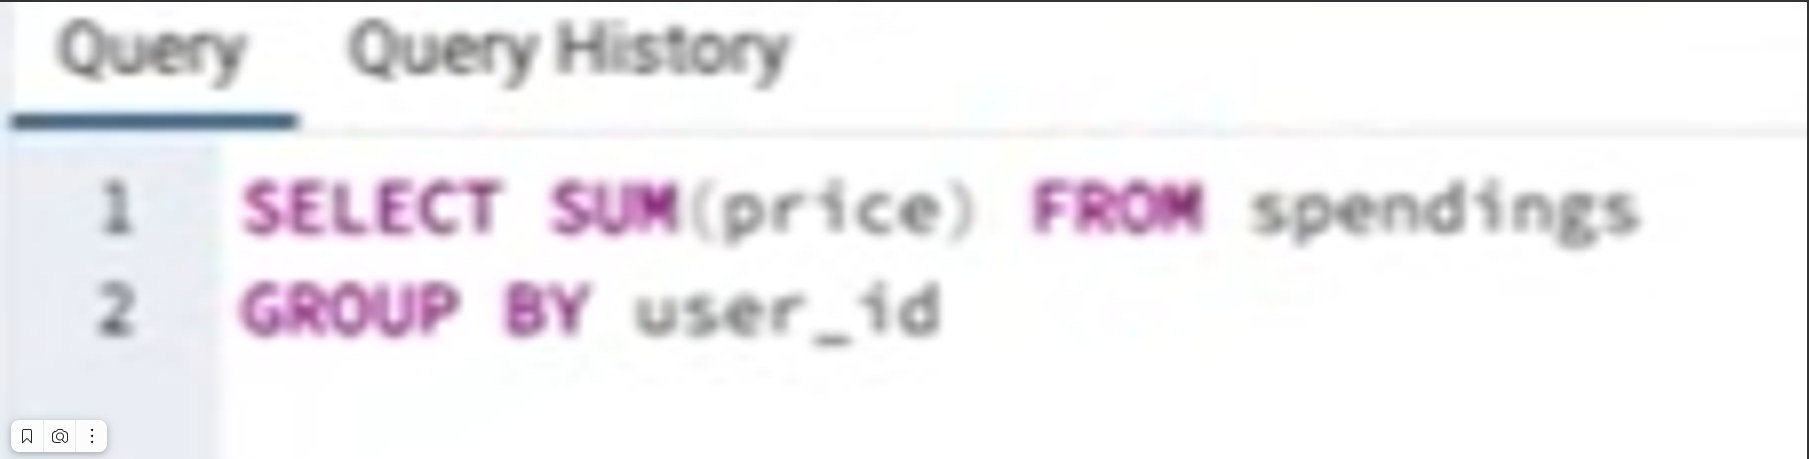 Query Query History
1 SELECT SUM(price) FROM spendings
2 GROUP BY user_id